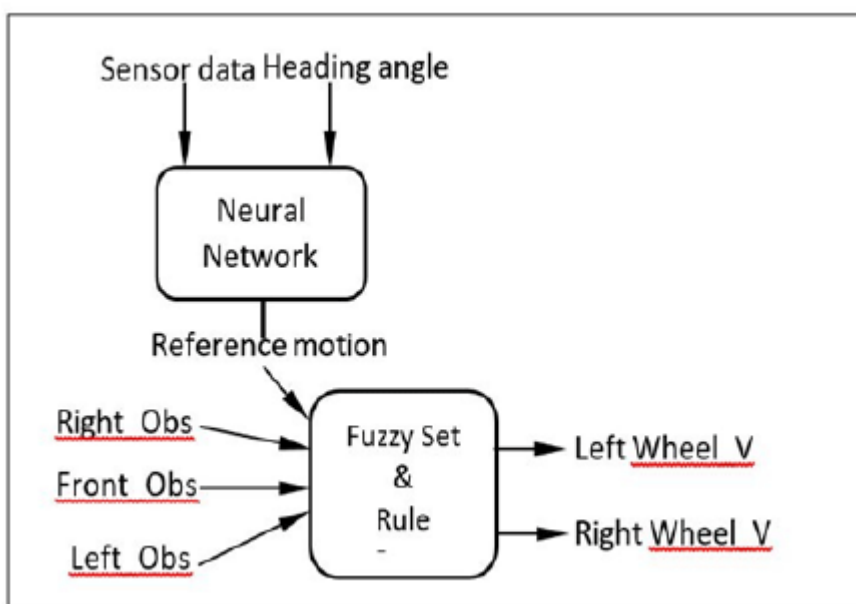 Sensor data Heading angle
Neural
Network
Reference motion
Right_Obs
Front_Obs
Left_Obs
Fuzzy Set
&
Rule
-
Left Wheel_V
Right Wheel_V